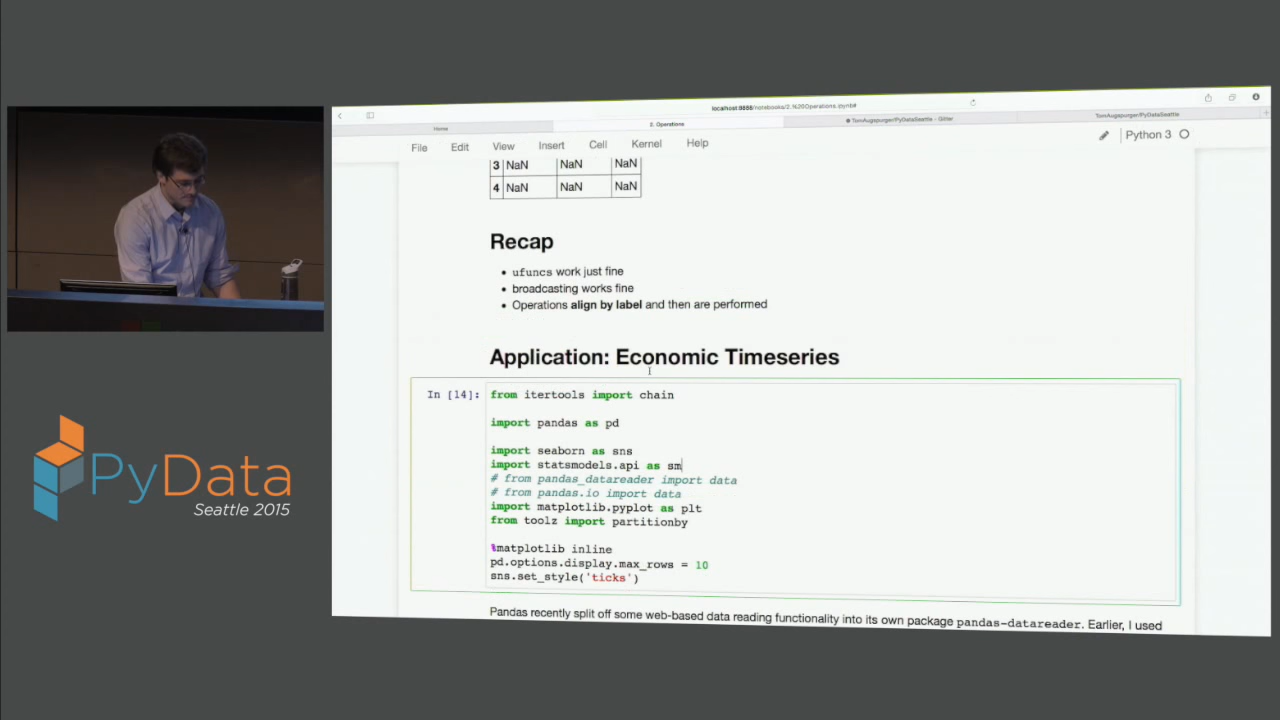 localhost:8888/notebooks/2.%20Operations.ipynb#
Home
2. Operations
TomAugspurger/PyDataSeattle - Gitter
TomAugspurger/PyDataSeattle
File Edit View Insert Cell Kernel Help
Python 3
3 NaN NaN NaN
4 NaN NaN NaN
Recap
ufuncs work just fine
broadcasting works fine
Operations align by label and then are performed
Application: Economic Timeseries
In [14]:
from itertools import chain
import pandas as pd
import seaborn as sns
import statsmodels.api as sm
# from pandas_datareader import data
# from pandas.io import data
import matplotlib.pyplot as plt
from toolz import partitionby
%matplotlib inline
pd.options.display.max_rows = 10
sns.set_style('ticks')
Pandas recently split off some web-based data reading functionality into its own package pandas-datareader. Earlier, I used
PyData
Seattle 2015